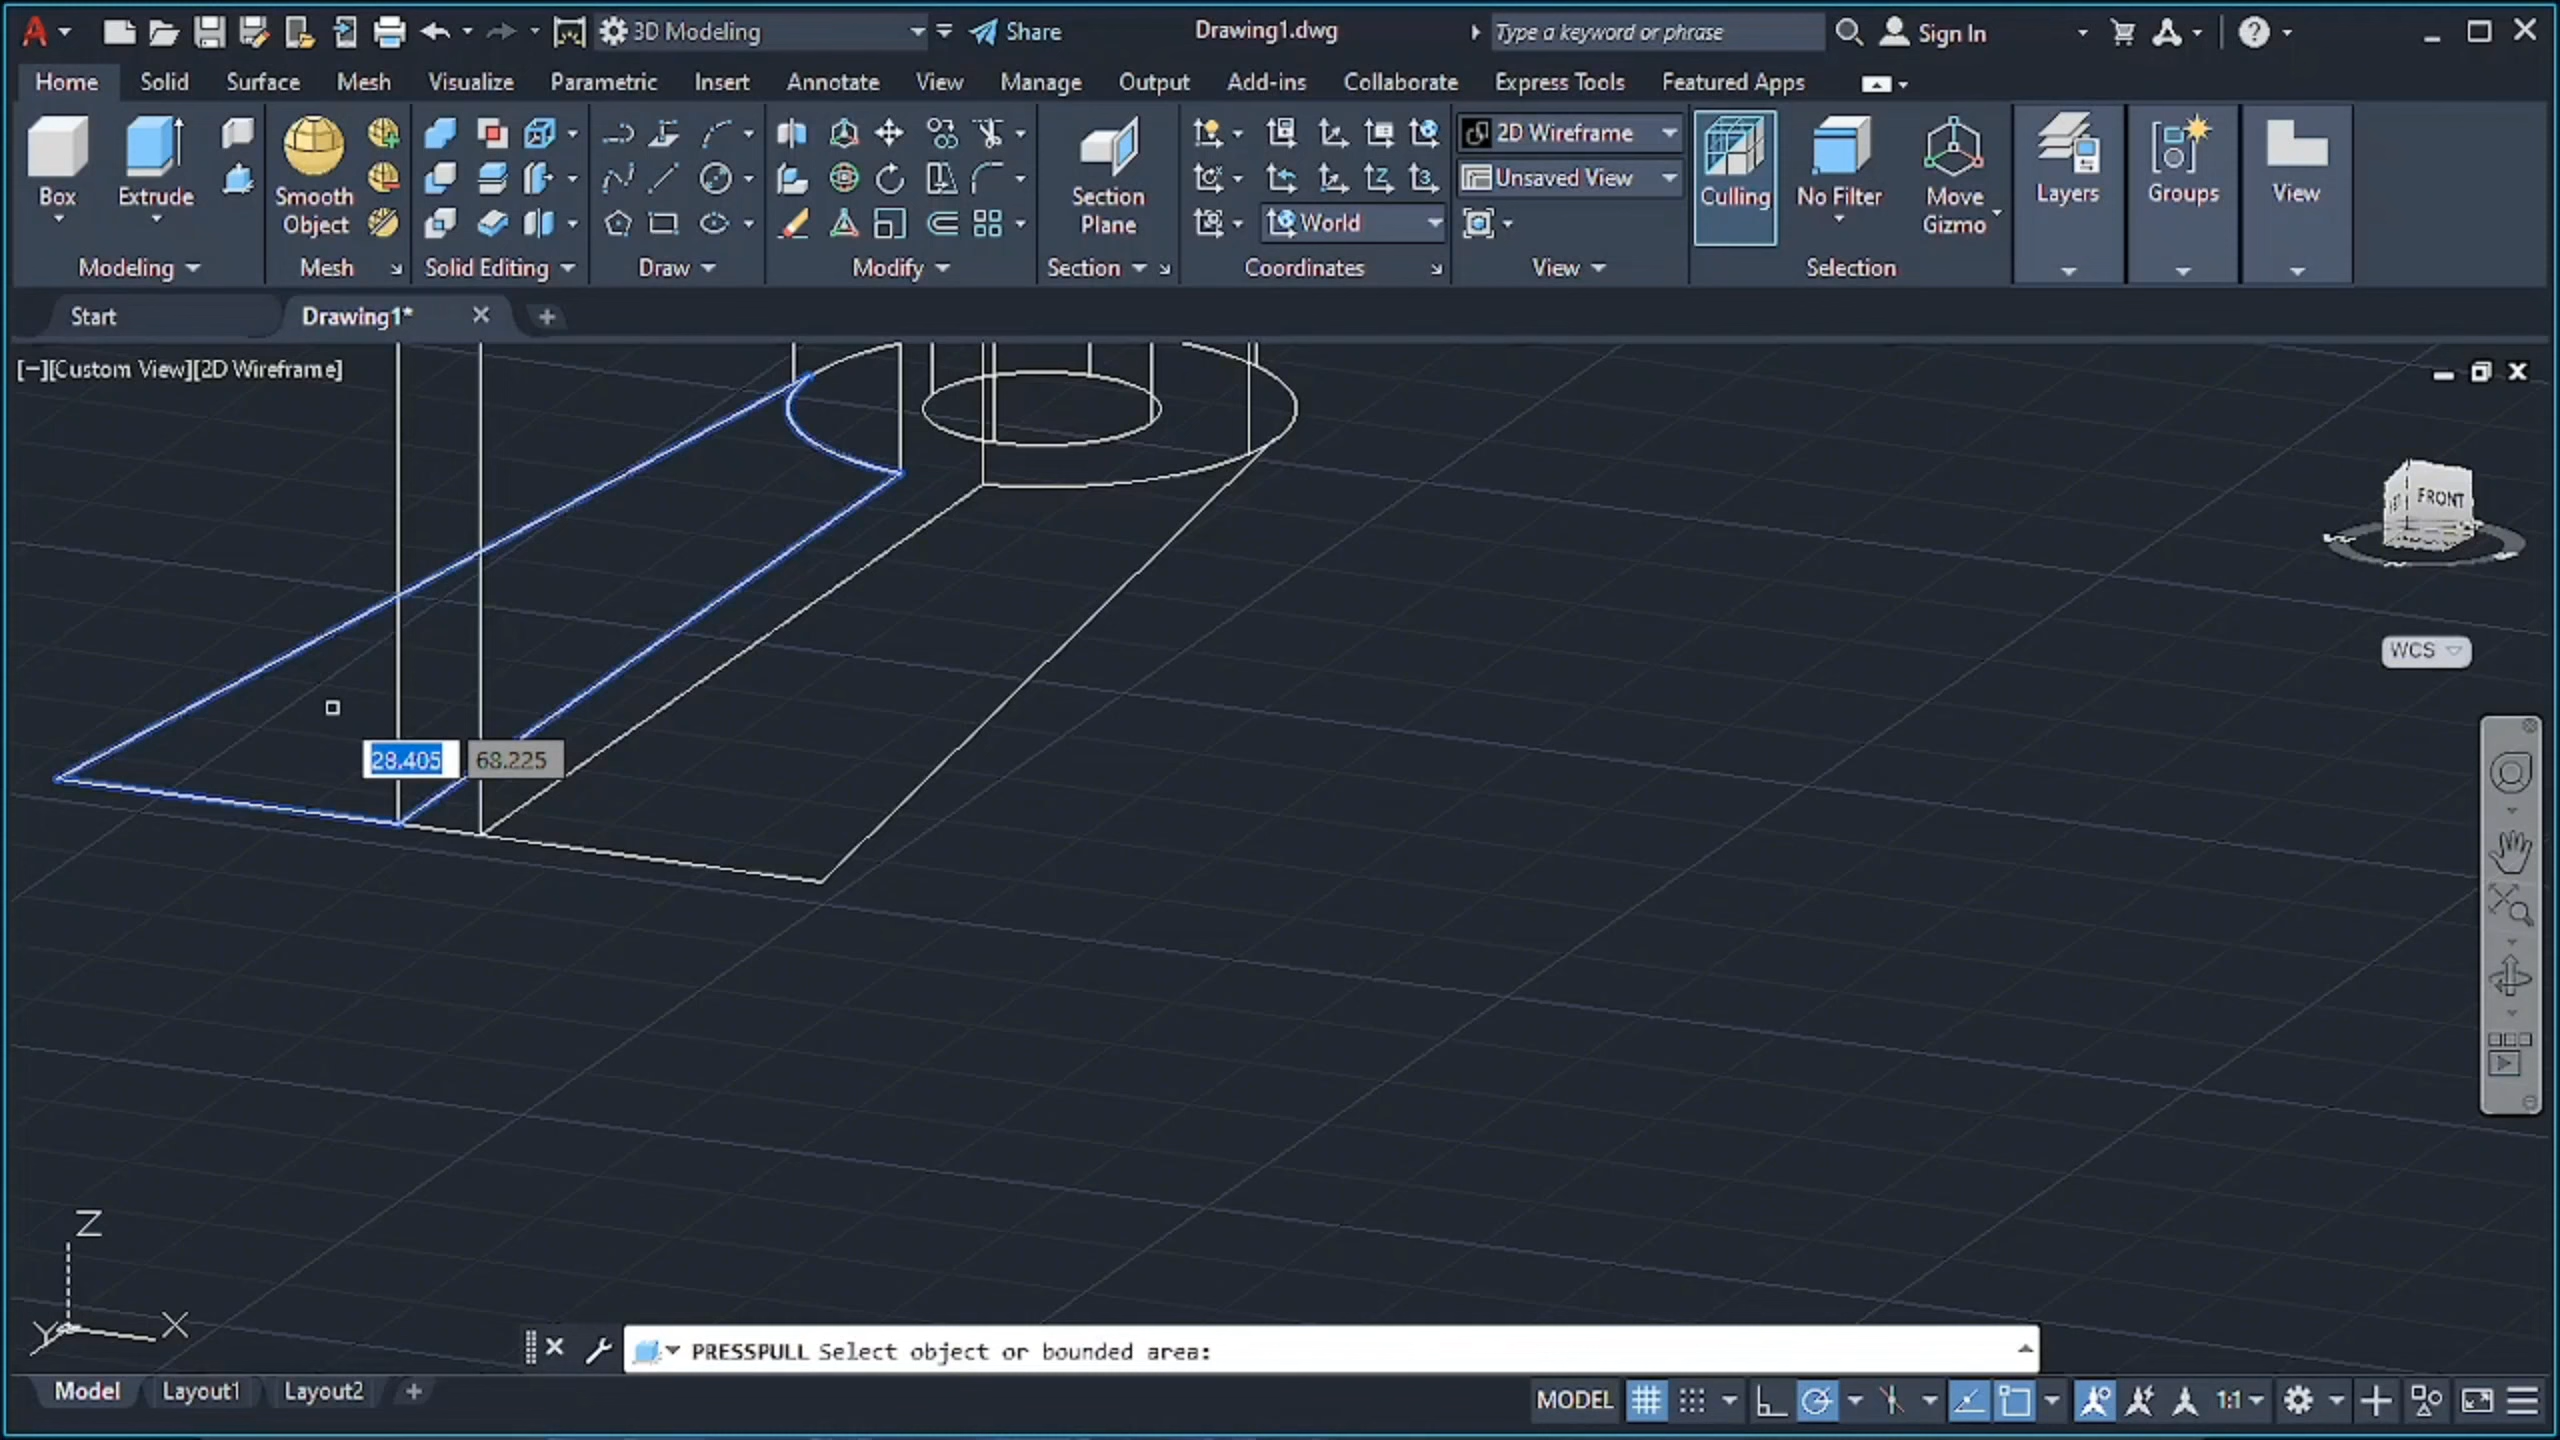 3D Modeling Share Drawing1.dwg Type a keyword or phrase Sign In
Home Solid Surface Mesh Visualize Parametric Insert Annotate View Manage Output Add-ins Collaborate Express Tools Featured Apps
Box Extrude Smooth Object Section Plane 2D Wireframe Unsaved View World Culling No Filter Move Gizmo Layers Groups View
Modeling Mesh Solid Editing Draw Modify Section Coordinates View Selection
Start Drawing1*
[−][Custom View][2D Wireframe]
FRONT
WCS
28.405 68.225
Z
Y X
PRESSPULL Select object or bounded area:
Model Layout1 Layout2 MODEL 1:1